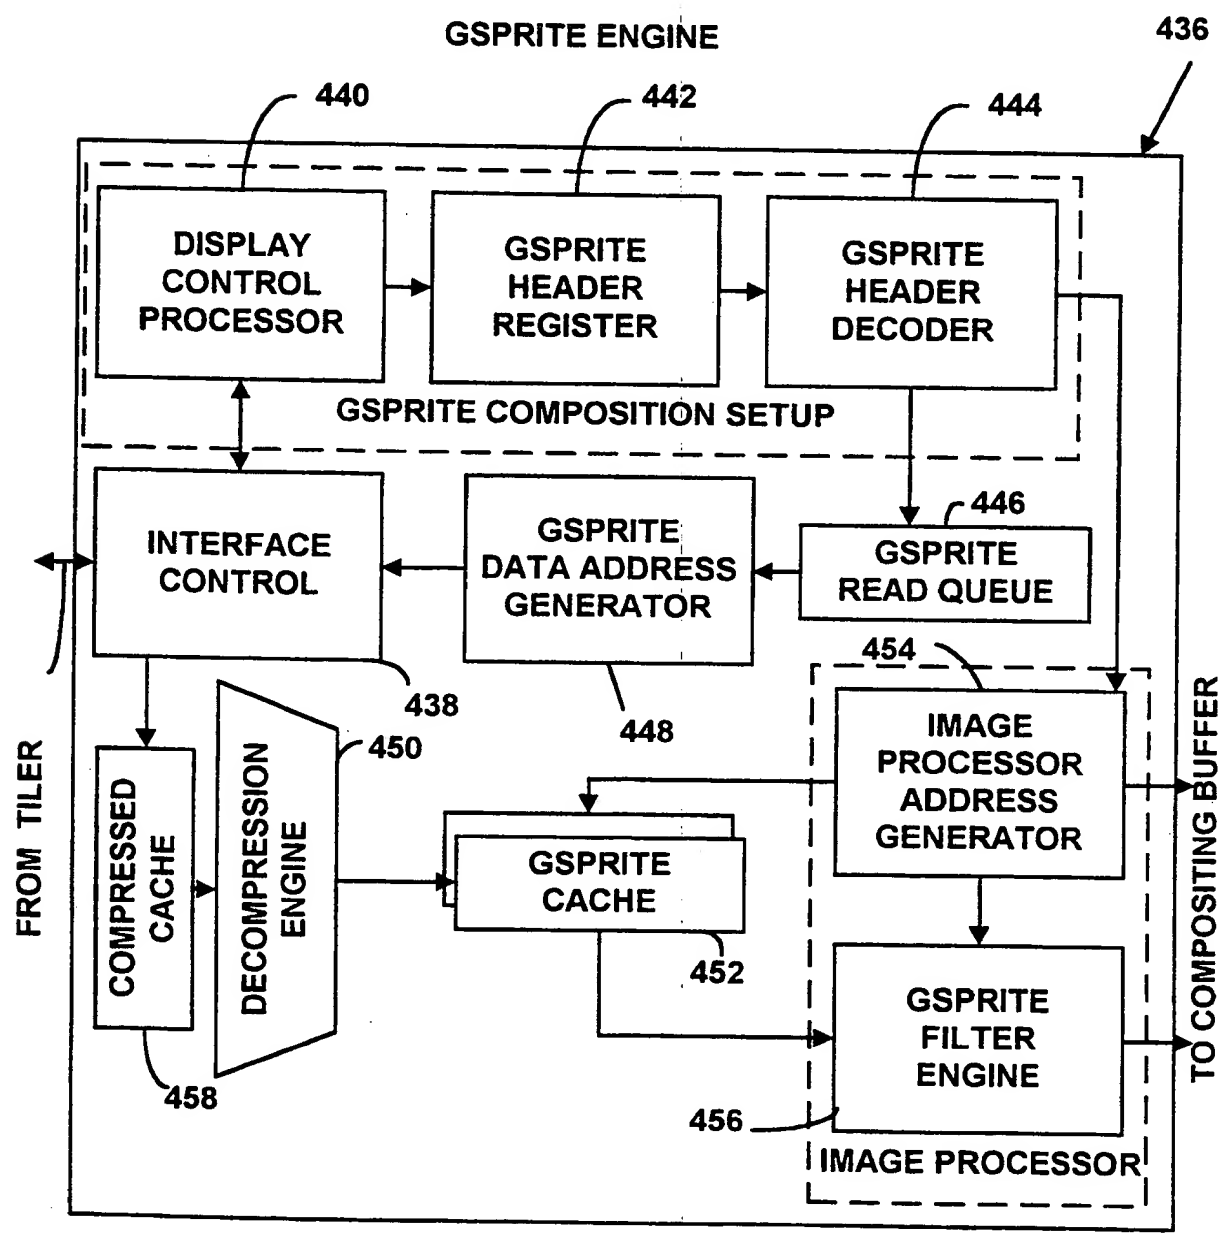 GSPRITE ENGINE
436
440
442
444
DISPLAY
CONTROL
PROCESSOR
GSPRITE
HEADER
REGISTER
GSPRITE
HEADER
DECODER
GSPRITE COMPOSITION SETUP
INTERFACE
CONTROL
438
GSPRITE
DATA ADDRESS
GENERATOR
448
446
GSPRITE
READ QUEUE
454
IMAGE
PROCESSOR
ADDRESS
GENERATOR
FROM TILER
COMPRESSED
CACHE
458
DECOMPRESSION
ENGINE
450
GSPRITE
CACHE
452
GSPRITE
FILTER
ENGINE
456
IMAGE PROCESSOR
TO COMPOSITING BUFFER